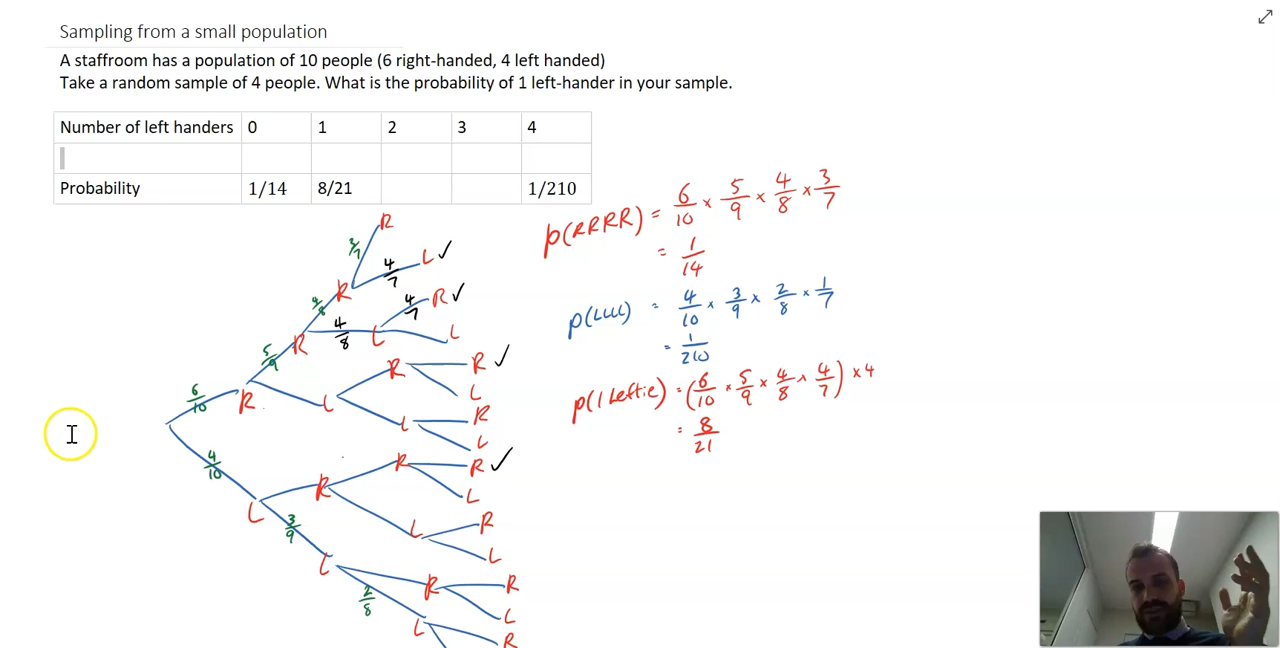 Sampling from a small population
A staffroom has a population of 10 people (6 right-handed, 4 left handed)
Take a random sample of 4 people. What is the probability of 1 left-hander in your sample.
Number of left handers 0 1 2 3 4
Probability 1/14 8/21 1/210
p(RRRR) = 6/10 × 5/9 × 4/8 × 3/7
= 1/14
p(LLLL) = 4/10 × 3/9 × 2/8 × 1/7
= 1/210
p(1 Leftie) = (6/10 × 5/9 × 4/8 × 4/7) × 4
= 8/21
R
3/7
L ✓
4/7
4/8
R
4/7
R ✓
5/9
R
4/8
L
L
6/10
R
L
R
R ✓
L
L
R
L
4/10
L
R
R
R ✓
L
3/9
L
R
L
L
2/8
R
R
L
L
R